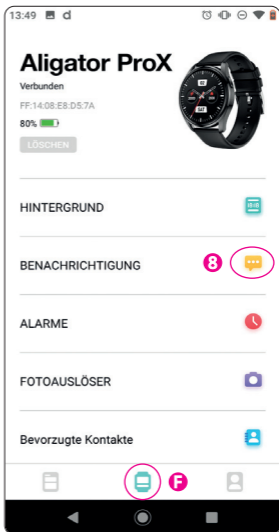 13:49 d
Aligator ProX
Verbunden
FF:14:08:E8:D5:7A
80%
LÖSCHEN
HINTERGRUND
BENACHRICHTIGUNG 8
ALARME
FOTOAUSLÖSER
Bevorzugte Kontakte
F